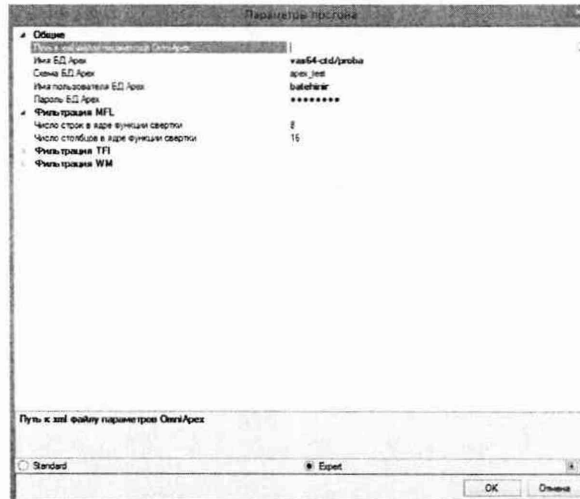 Параметры прогона
Общие
Путь к xml файлу параметров OmniApex
Имя БД Apex vas64-ctd/proba
Схема БД Apex apex_test
Имя пользователя БД Apex batehinir
Пароль БД Apex ●●●●●●●●
Фильтрация MFL
Число строк в ядре функции свертки 8
Число столбцов в ядре функции свертки 16
Фильтрация TFI
Фильтрация WM
Путь к xml файлу параметров OmniApex
Standard Expert
OK Отмена